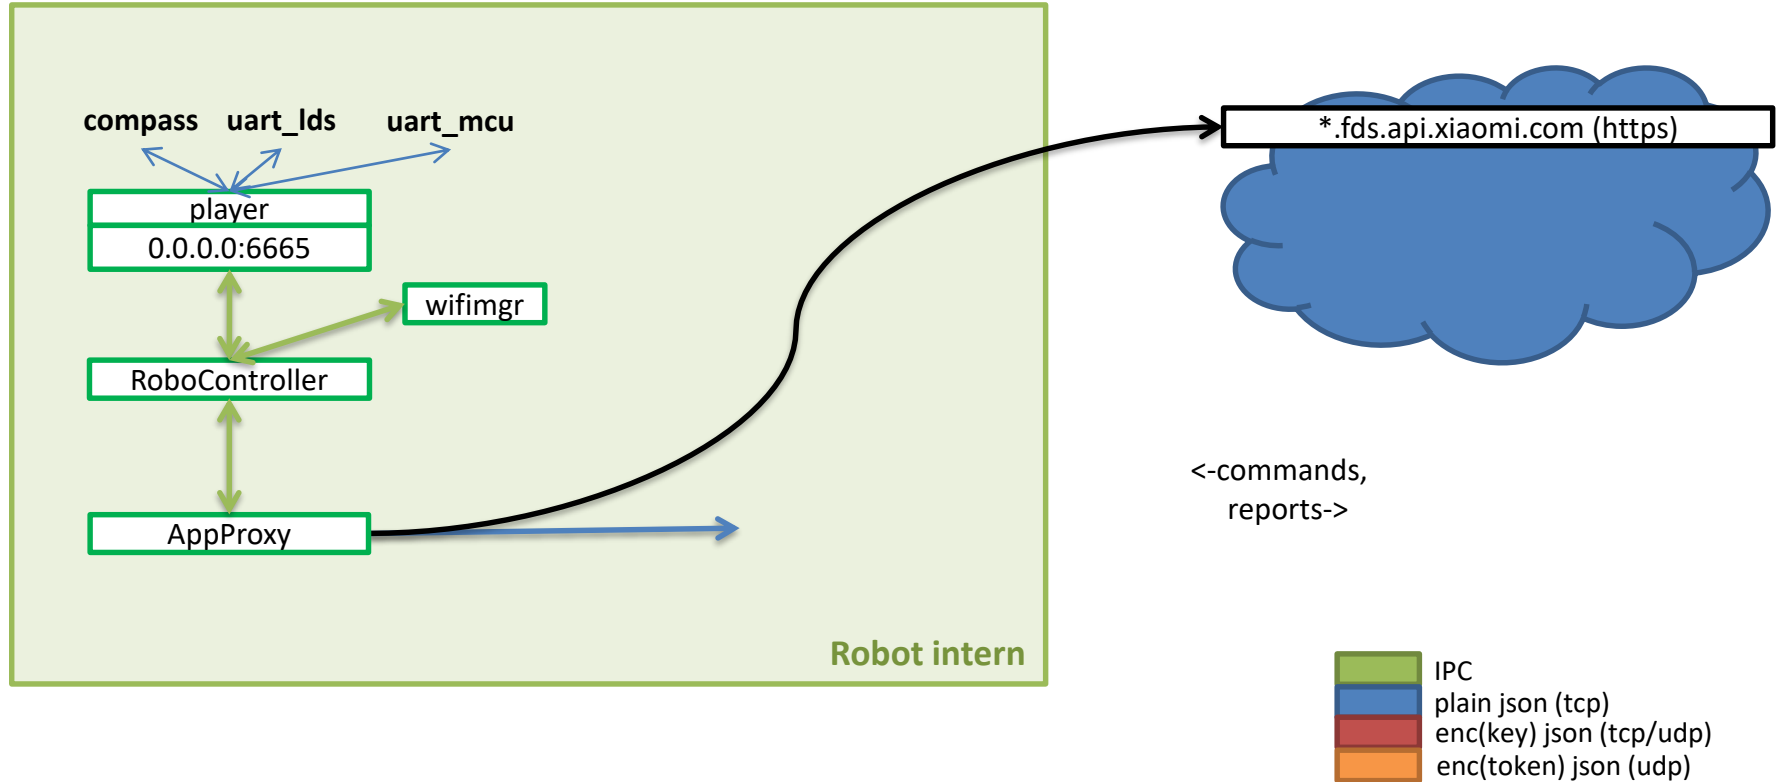 compass uart_lds uart_mcu
player
0.0.0.0:6665
wifimgr
RoboController
AppProxy
Robot intern
*.fds.api.xiaomi.com (https)
<-commands,
reports->
IPC
plain json (tcp)
enc(key) json (tcp/udp)
enc(token) json (udp)